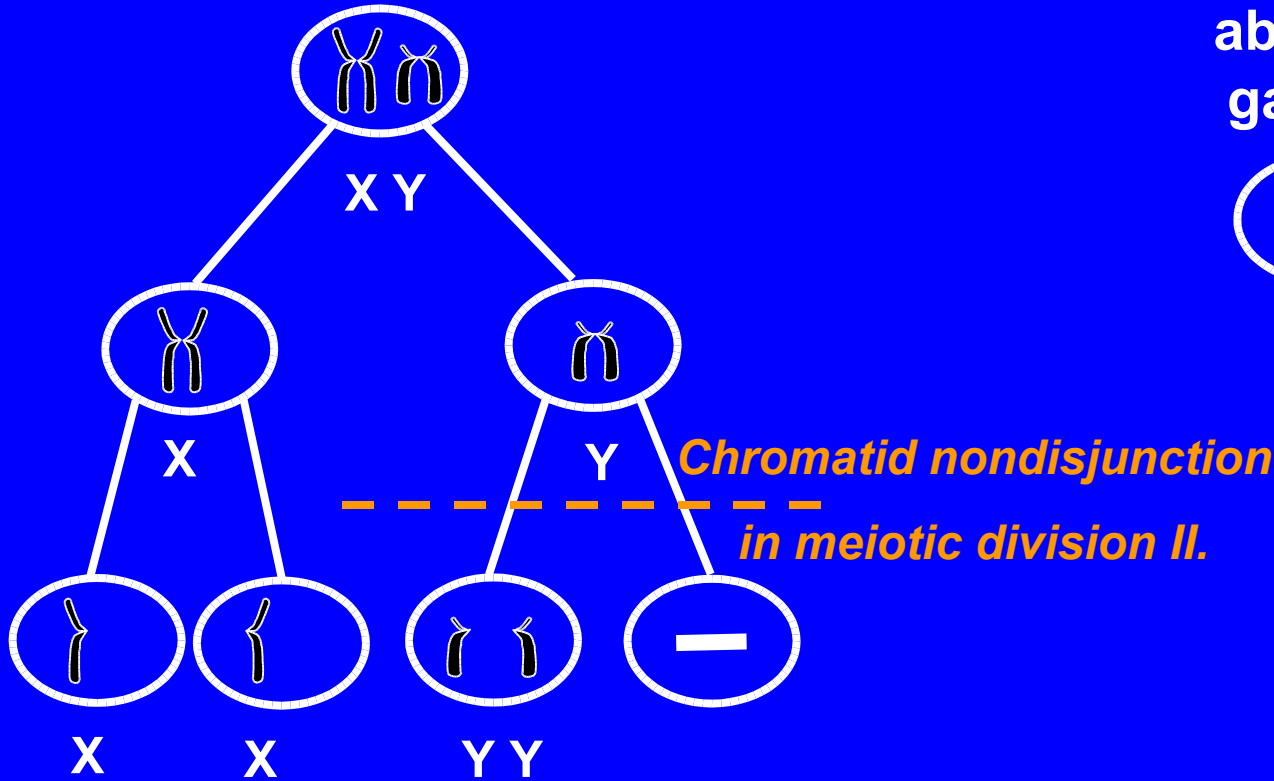 X Y
X
Y
Chromatid nondisjunction
in meiotic division II.
X
X
Y Y